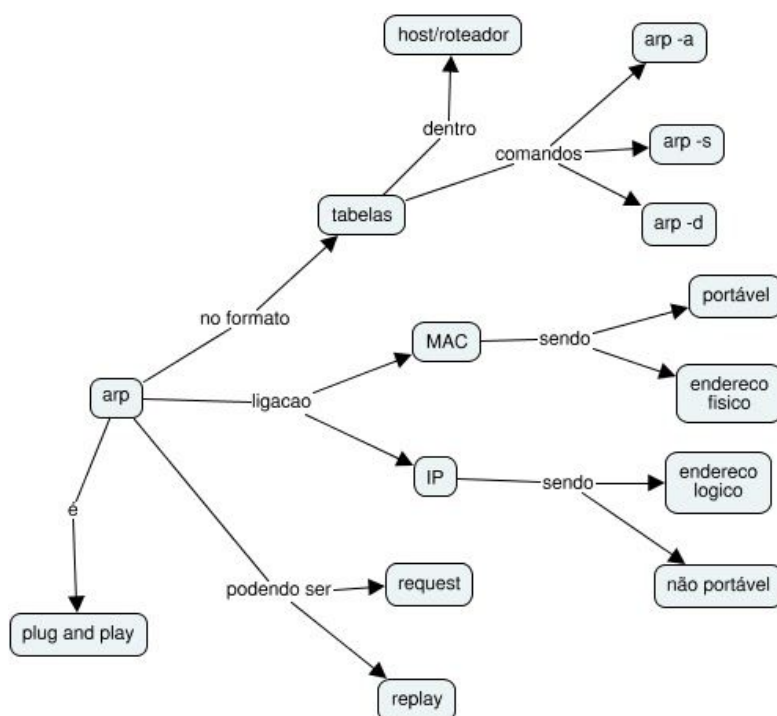 host/roteador
arp -a
dentro
comandos
arp -s
tabelas
arp -d
no formato
portável
MAC
sendo
endereco
fisico
arp
ligacao
IP
sendo
endereco
logico
é
podendo ser
request
não portável
plug and play
replay